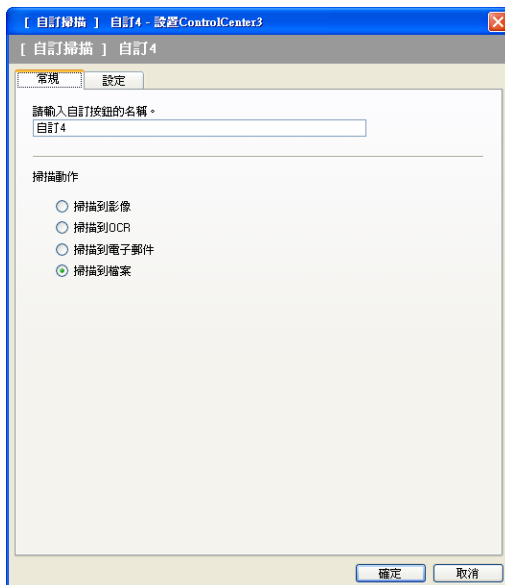 [ 自訂掃描 ] 自訂4 - 設置ControlCenter3
[ 自訂掃描 ] 自訂4
常規 設定
請輸入自訂按鈕的名稱。
自訂4
掃描動作
掃描到影像
掃描到OCR
掃描到電子郵件
掃描到檔案
確定 取消